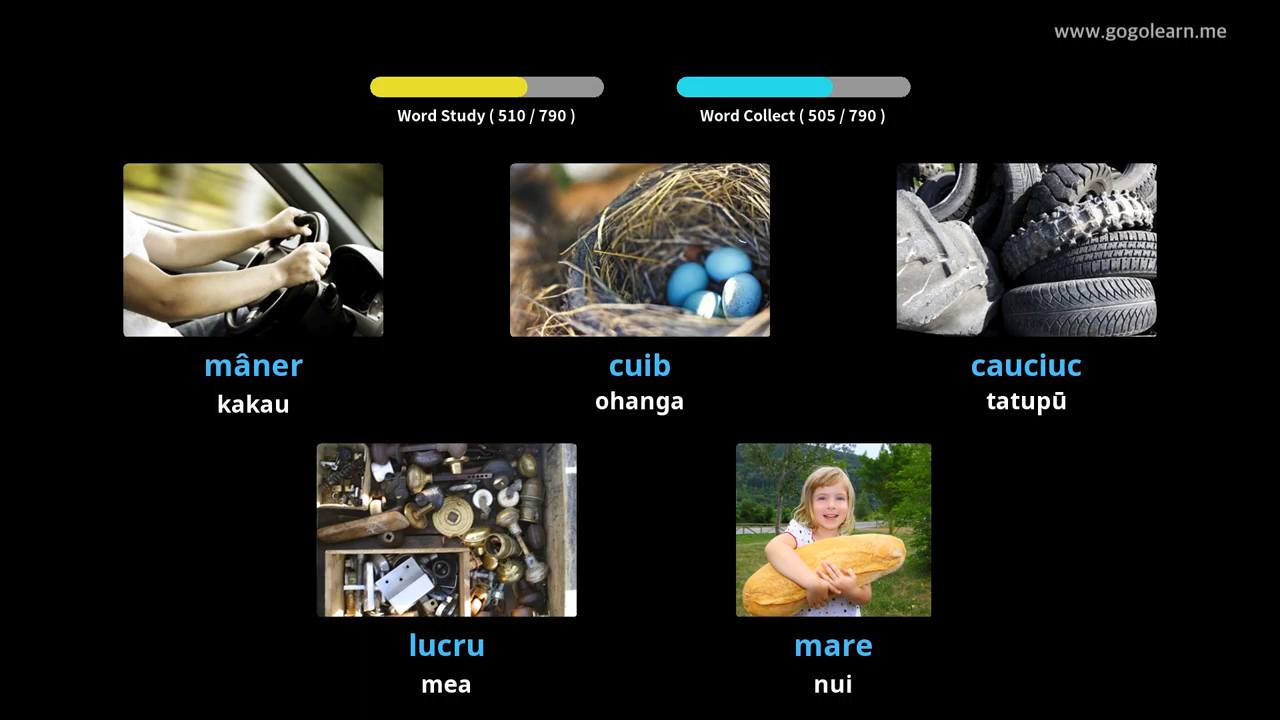 www.gogolearn.me
Word Study ( 510 / 790 )
Word Collect ( 505 / 790 )
mâner
kakau
cuib
ohanga
cauciuc
tatupū
lucru
mea
mare
nui